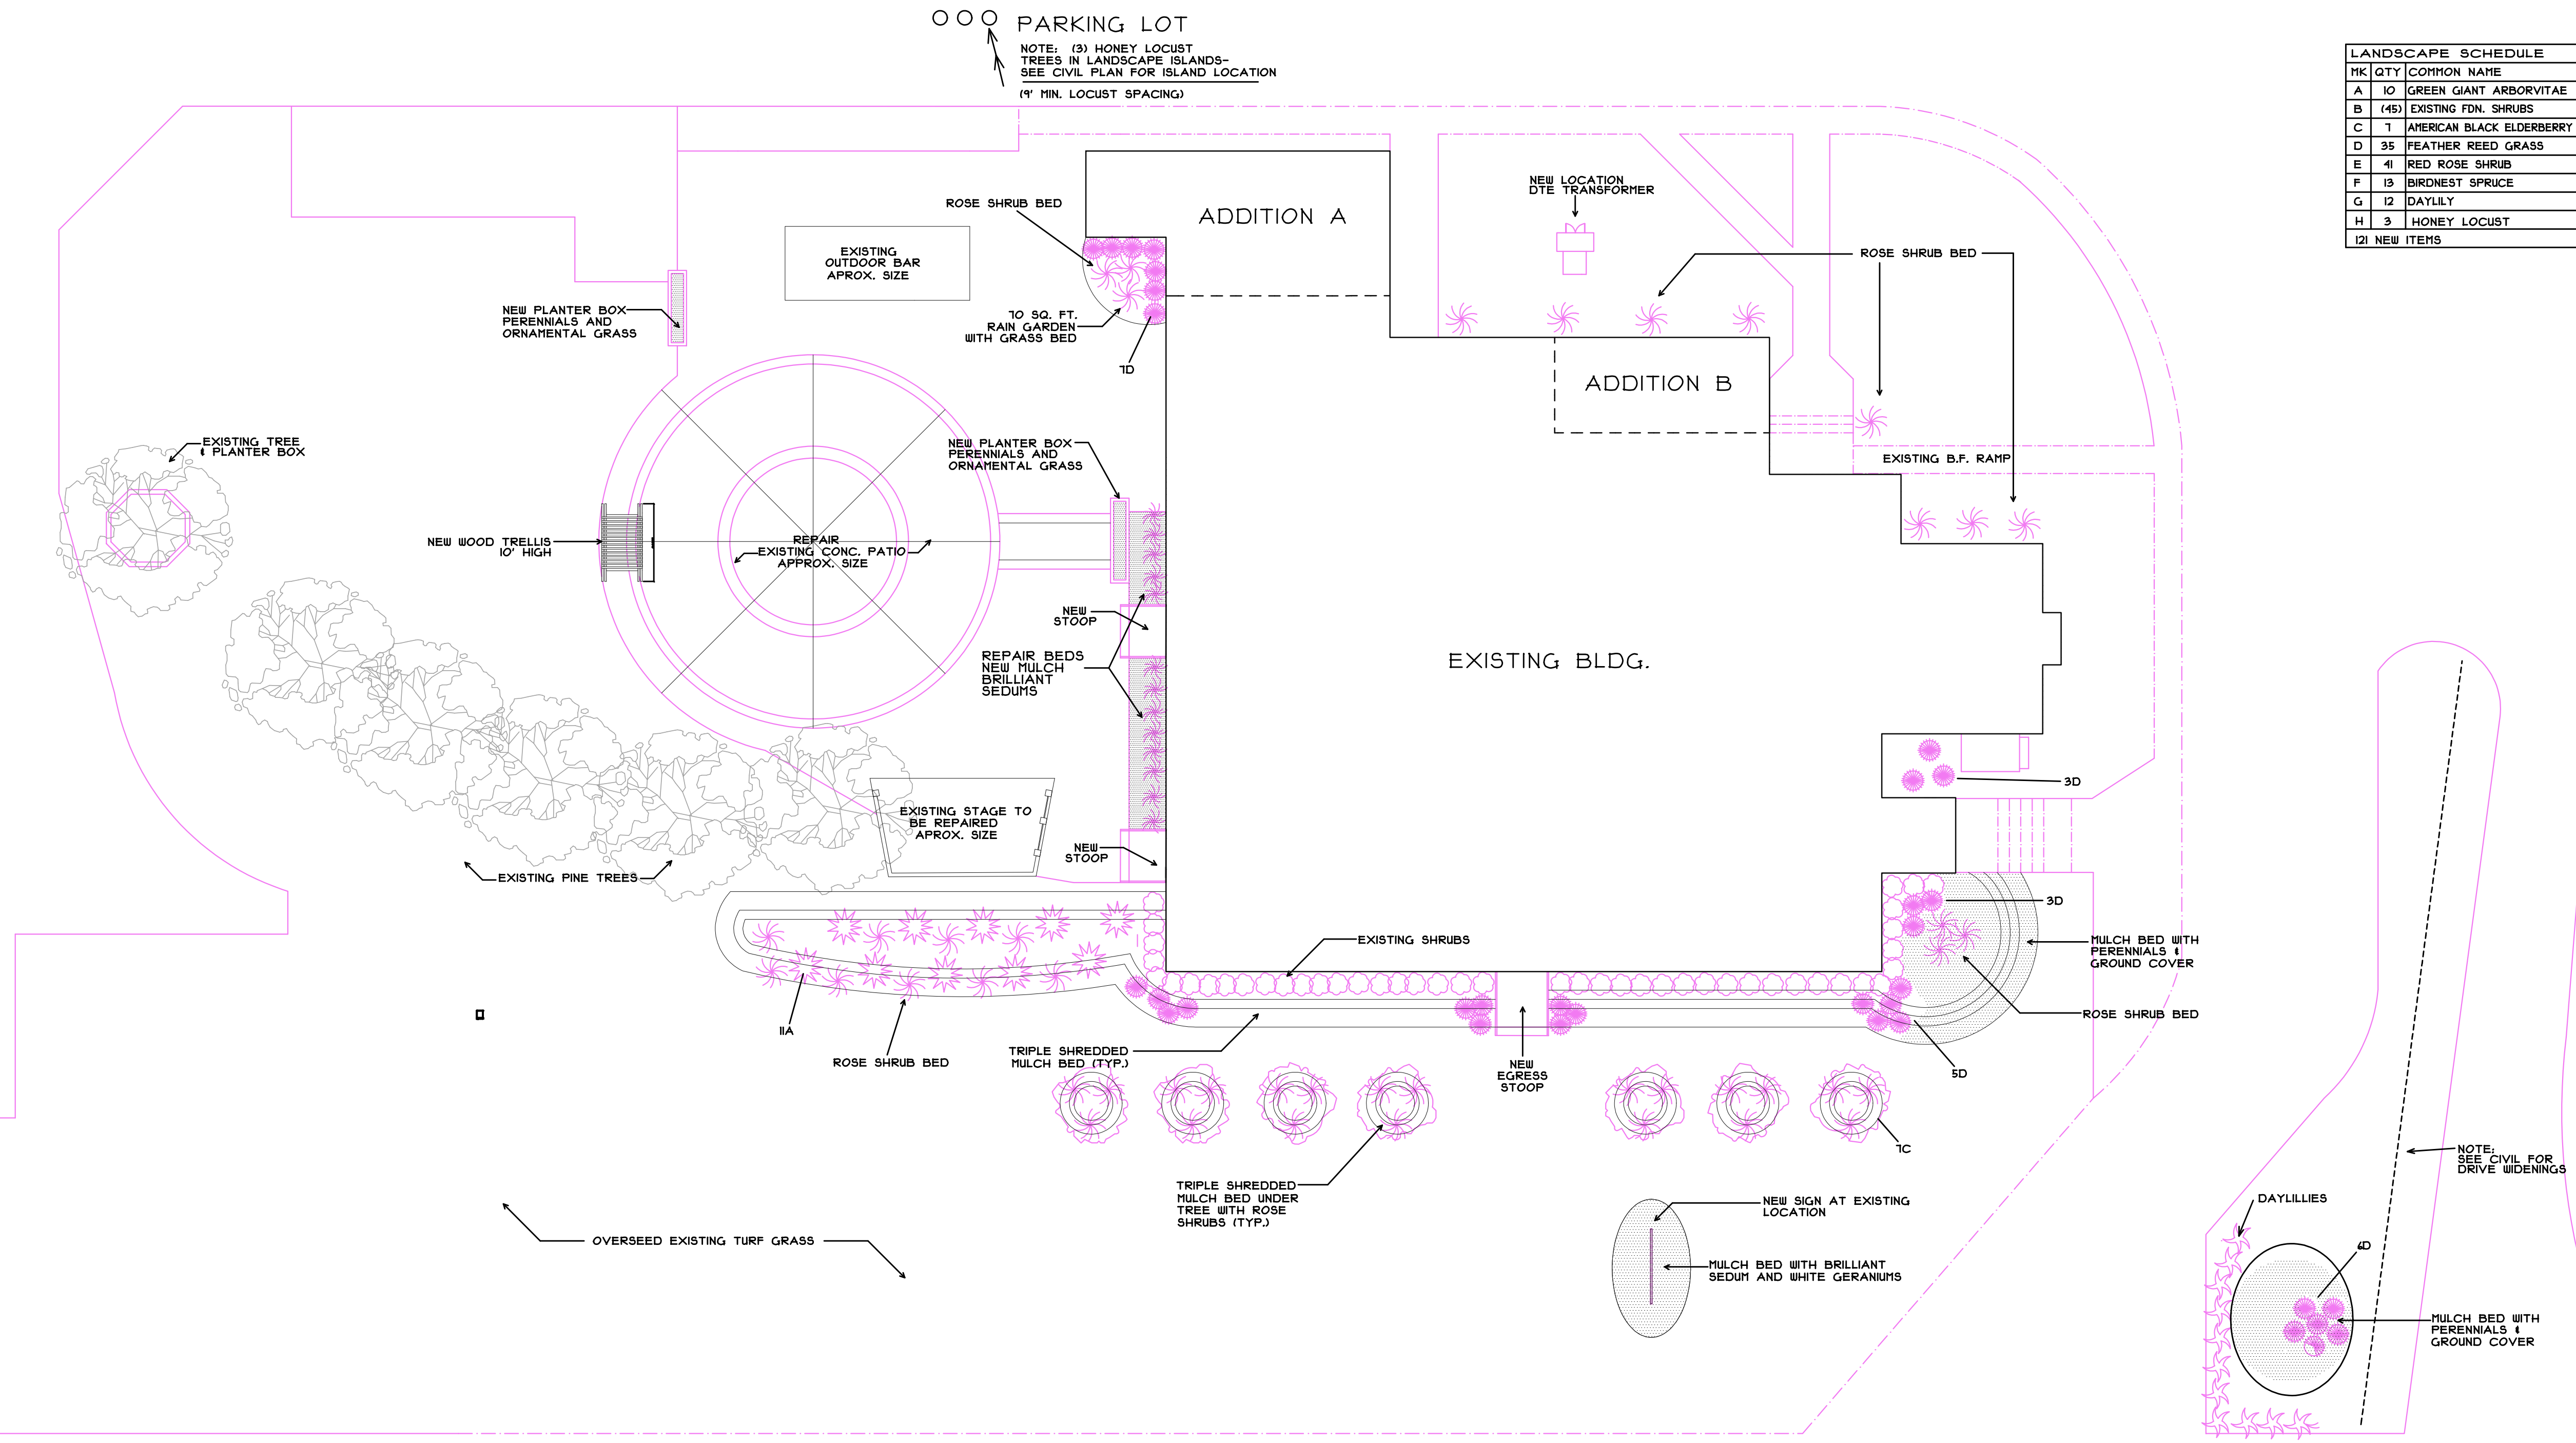 PARKING LOT
NOTE: (3) HONEY LOCUST
TREES IN LANDSCAPE ISLANDS-
SEE CIVIL PLAN FOR ISLAND LOCATION
(9' MIN. LOCUST SPACING)
LANDSCAPE SCHEDULE
MK QTY COMMON NAME
A 10 GREEN GIANT ARBORVITAE
B (45) EXISTING FDN. SHRUBS
C 7 AMERICAN BLACK ELDERBERRY
D 35 FEATHER REED GRASS
E 41 RED ROSE SHRUB
F 13 BIRDNEST SPRUCE
G 12 DAYLILY
H 3 HONEY LOCUST
121 NEW ITEMS
NEW LOCATION
DTE TRANSFORMER
ROSE SHRUB BED
ADDITION A
EXISTING
OUTDOOR BAR
APROX. SIZE
ROSE SHRUB BED
NEW PLANTER BOX
PERENNIALS AND
ORNAMENTAL GRASS
70 SQ. FT.
RAIN GARDEN
WITH GRASS BED
7D
ADDITION B
EXISTING TREE
& PLANTER BOX
NEW PLANTER BOX
PERENNIALS AND
ORNAMENTAL GRASS
EXISTING B.F. RAMP
NEW WOOD TRELLIS
10' HIGH
REPAIR
EXISTING CONC. PATIO
APPROX. SIZE
NEW
STOOP
REPAIR BEDS
NEW MULCH
BRILLIANT
SEDUMS
EXISTING BLDG.
3D
EXISTING STAGE TO
BE REPAIRED
APROX. SIZE
NEW
STOOP
EXISTING PINE TREES
3D
EXISTING SHRUBS
MULCH BED WITH
PERENNIALS &
GROUND COVER
ROSE SHRUB BED
11A
ROSE SHRUB BED
TRIPLE SHREDDED
MULCH BED (TYP.)
NEW
EGRESS
STOOP
5D
7C
NOTE:
SEE CIVIL FOR
DRIVE WIDENINGS
TRIPLE SHREDDED
MULCH BED UNDER
TREE WITH ROSE
SHRUBS (TYP.)
NEW SIGN AT EXISTING
LOCATION
DAYLILLIES
OVERSEED EXISTING TURF GRASS
6D
MULCH BED WITH BRILLIANT
SEDUM AND WHITE GERANIUMS
MULCH BED WITH
PERENNIALS &
GROUND COVER